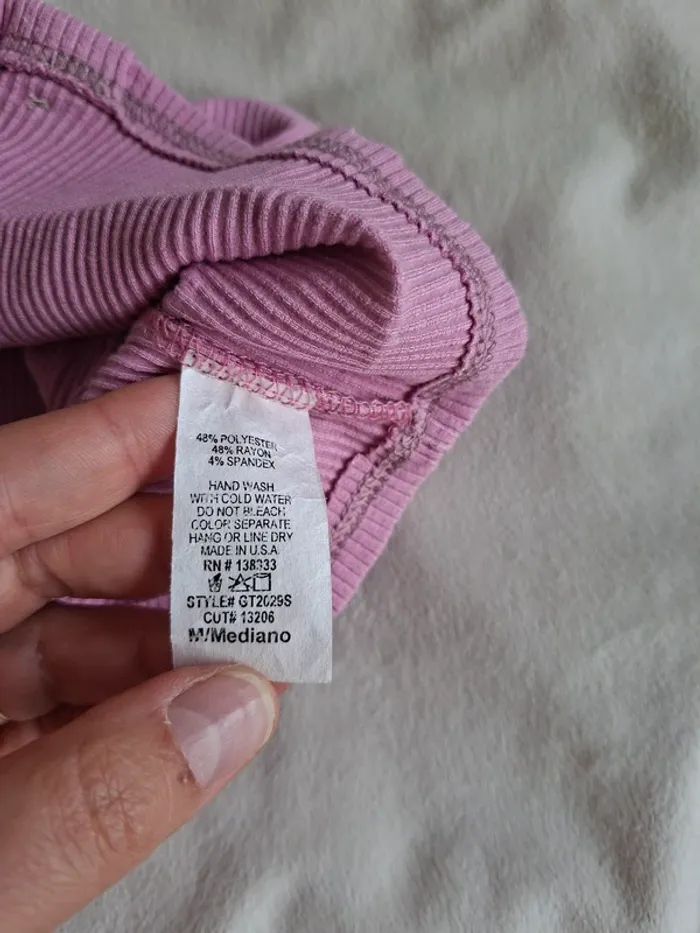 48% POLYESTER
48% RAYON
4% SPANDEX
HAND WASH
WITH COLD WATER
DO NOT BLEACH
COLOR SEPARATE
HANG OR LINE DRY
MADE IN U.S.A
RN # 138333
STYLE# GT2029S
CUT# 13206
M/Mediano